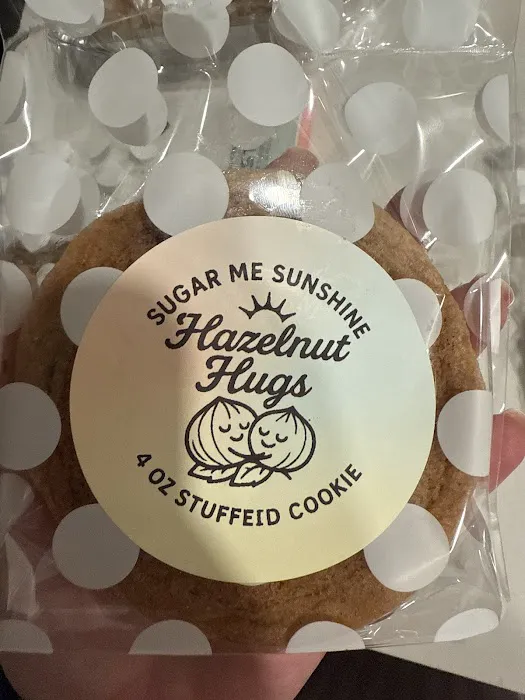 SUGAR ME SUNSHINE
Hazelnut
Hugs
4 OZ STUFFEID COOKIE